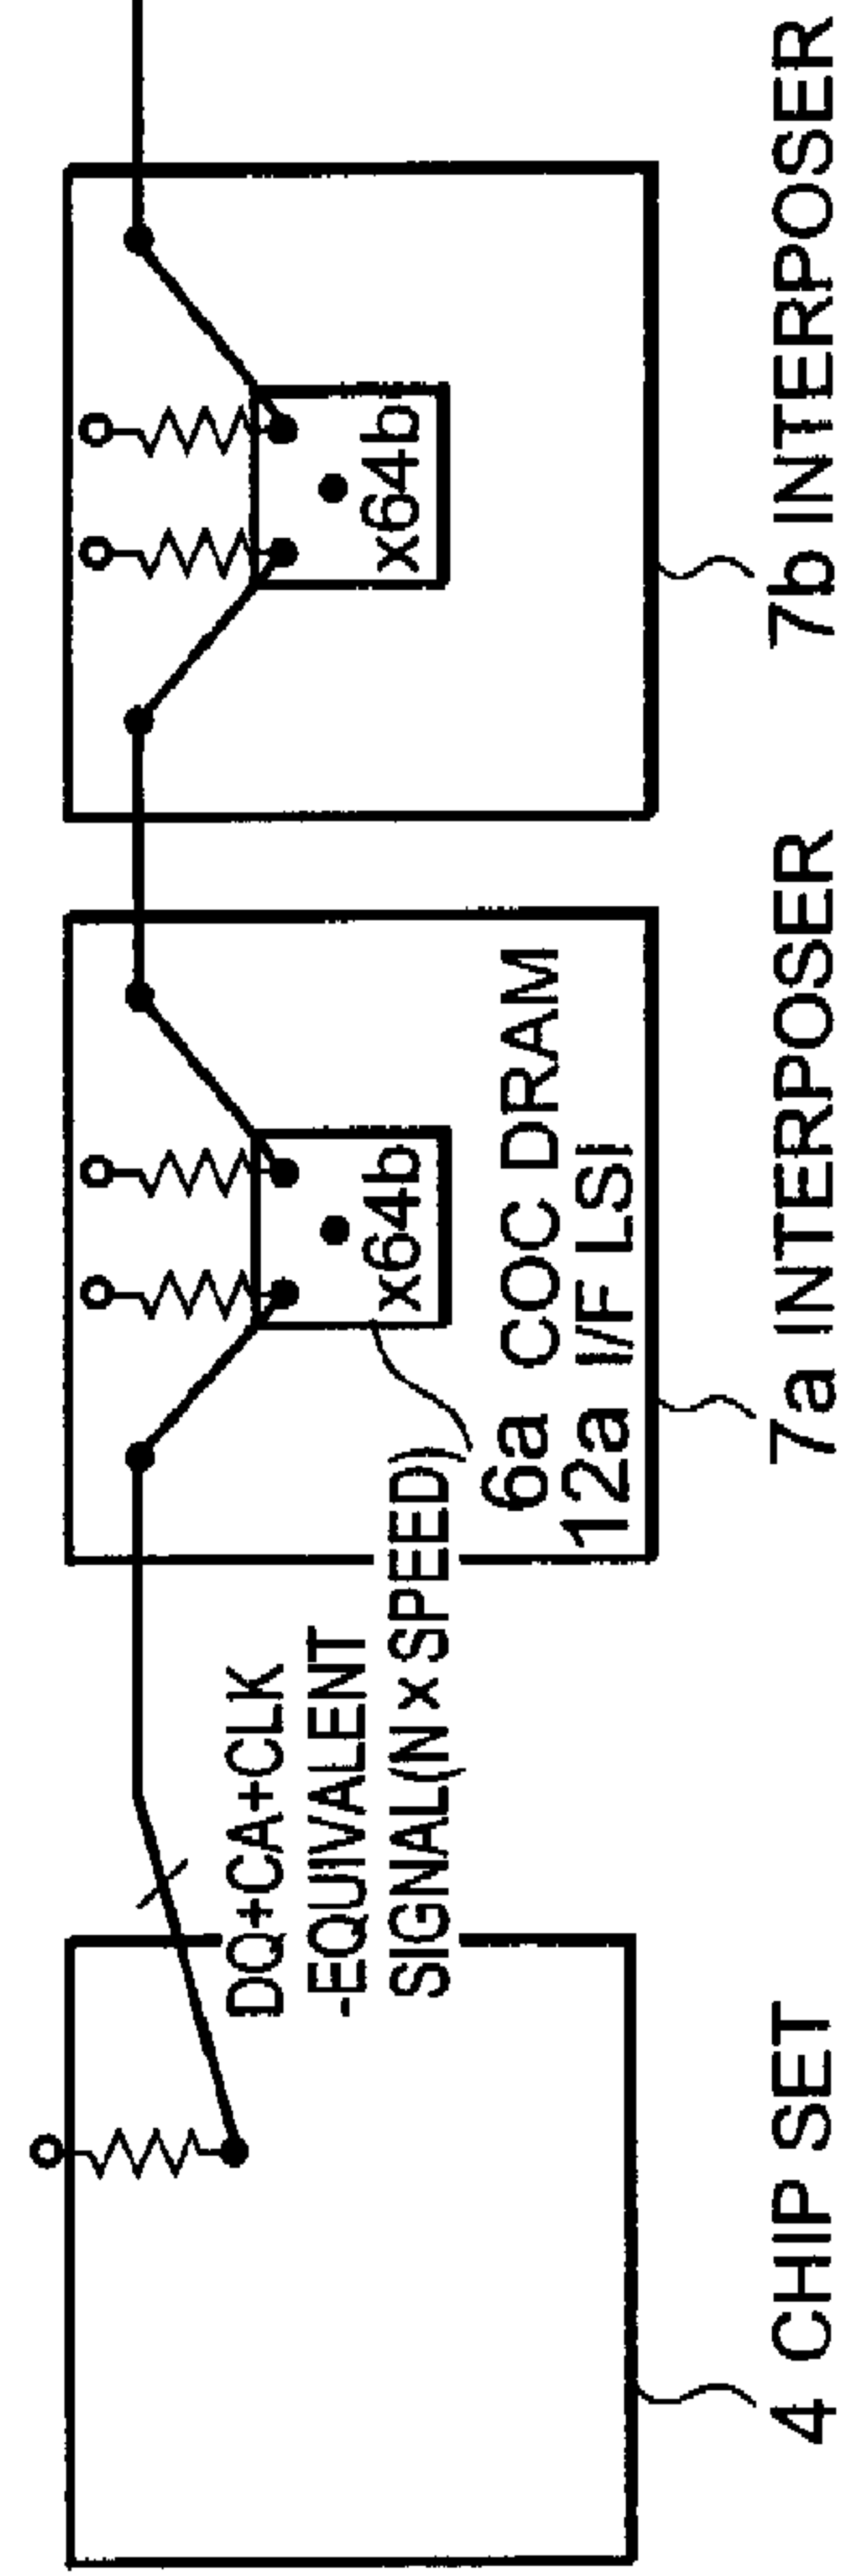 DQ+CA+CLK
-EQUIVALENT
SIGNAL(N×SPEED)
x64b
6a COC DRAM
12a I/F LSI
x64b
4 CHIP SET
7a INTERPOSER
7b INTERPOSER